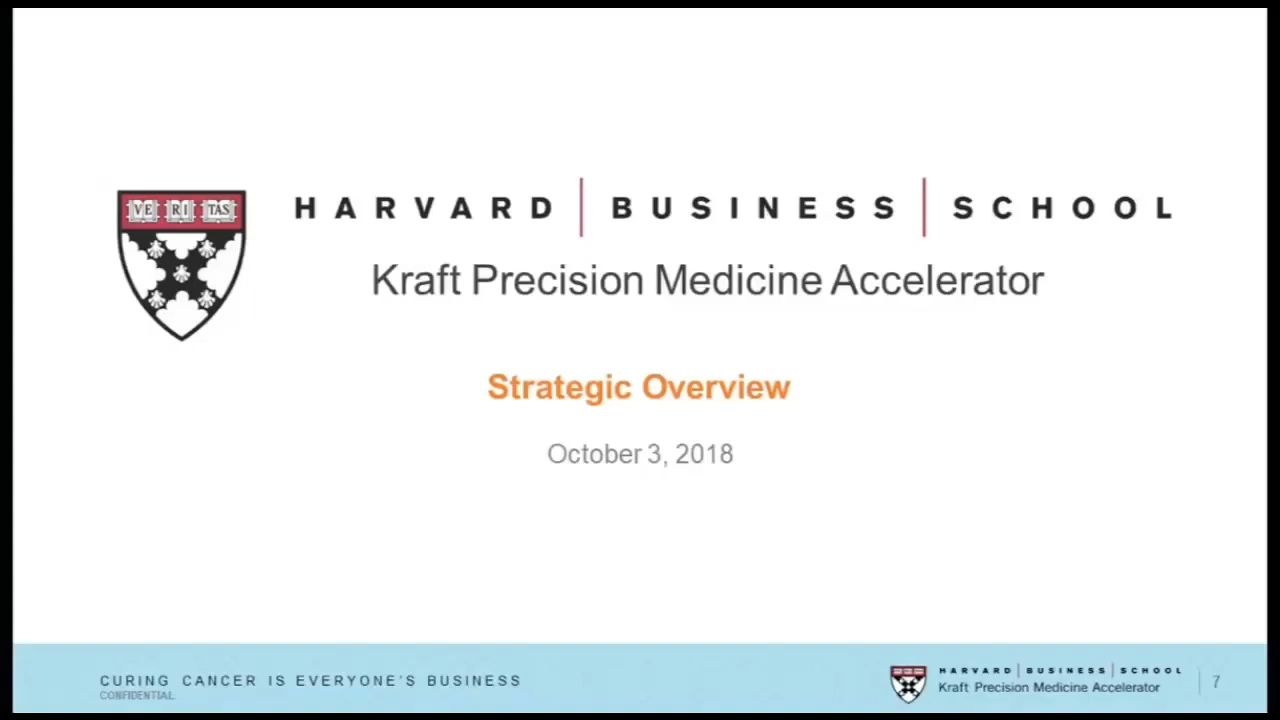 VE RI TAS
HARVARD | BUSINESS | SCHOOL
Kraft Precision Medicine Accelerator
Strategic Overview
October 3, 2018
CURING CANCER IS EVERYONE'S BUSINESS
CONFIDENTIAL
HARVARD | BUSINESS | SCHOOL
Kraft Precision Medicine Accelerator
7